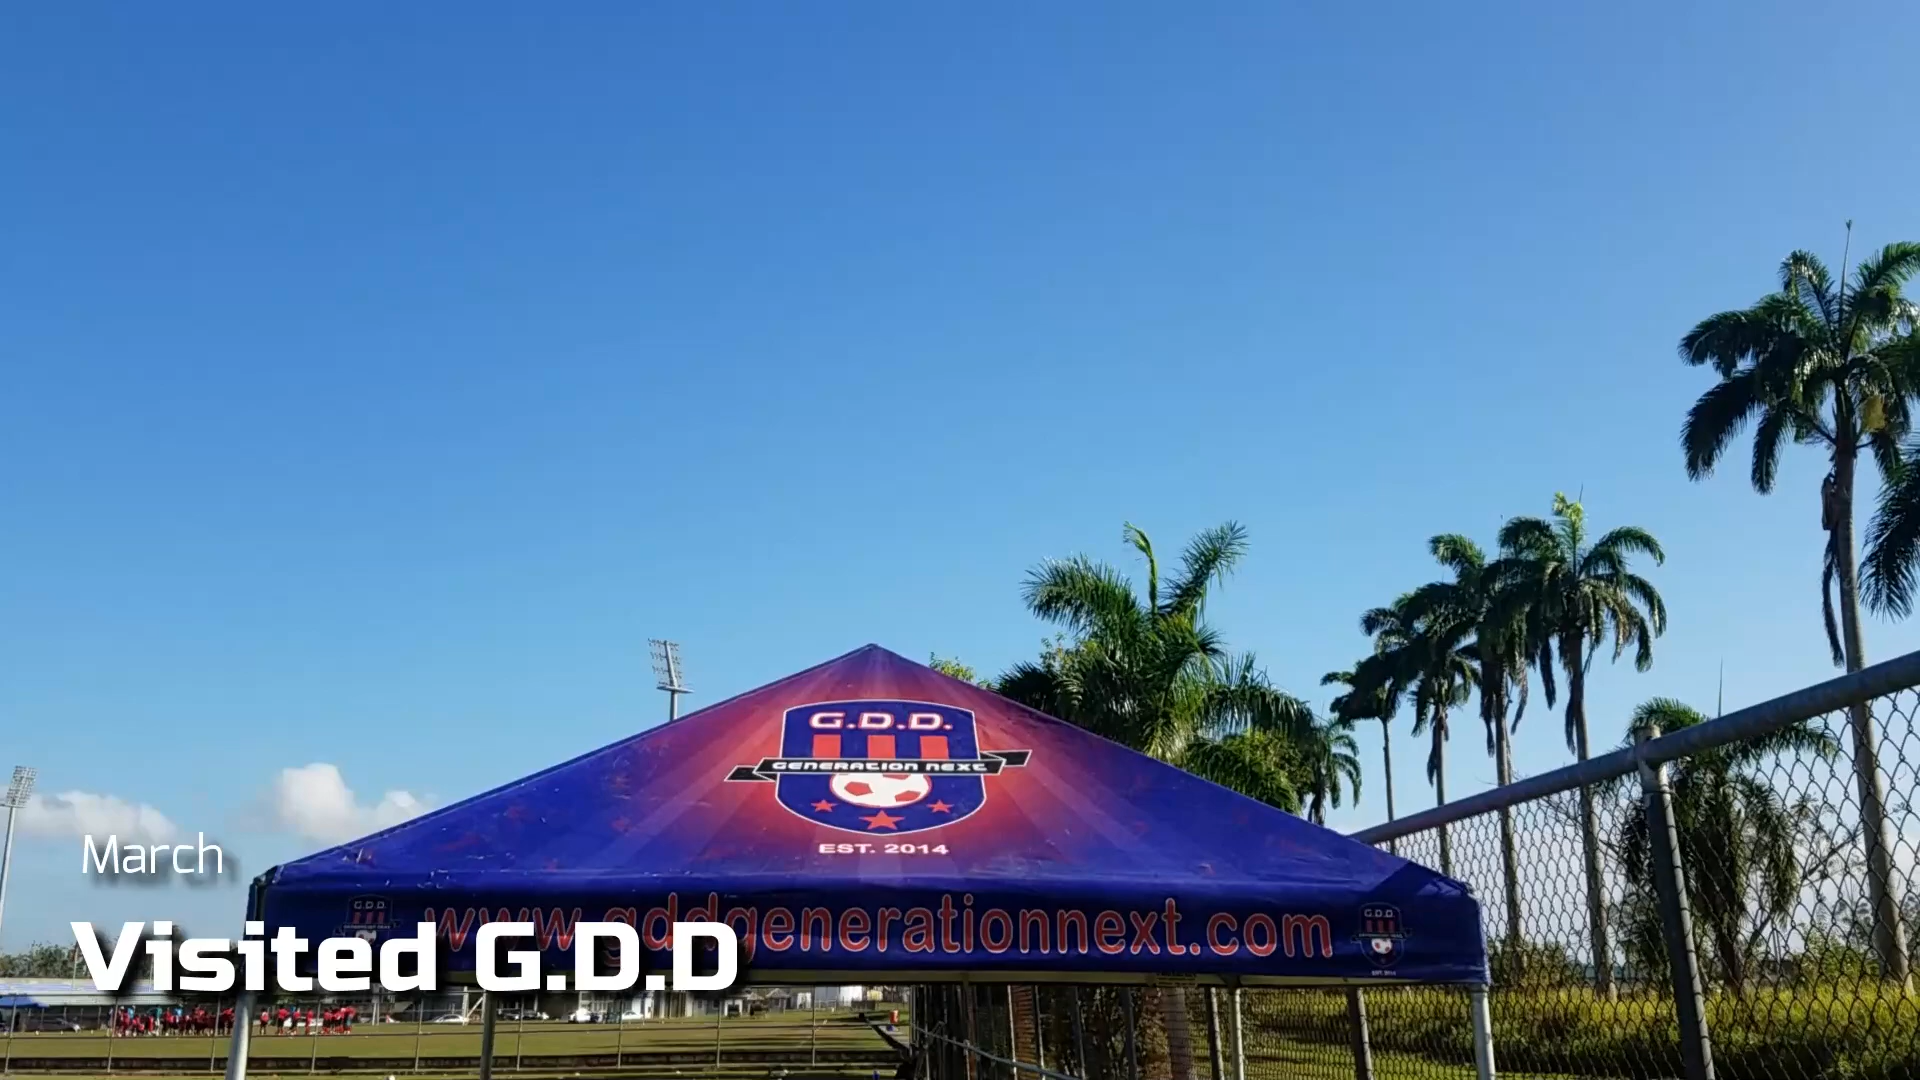 G.D.D.
GENERATION NEXT
EST. 2014
March
www.gddgenerationnext.com
Visited G.D.D
G.D.D.
G.D.D.